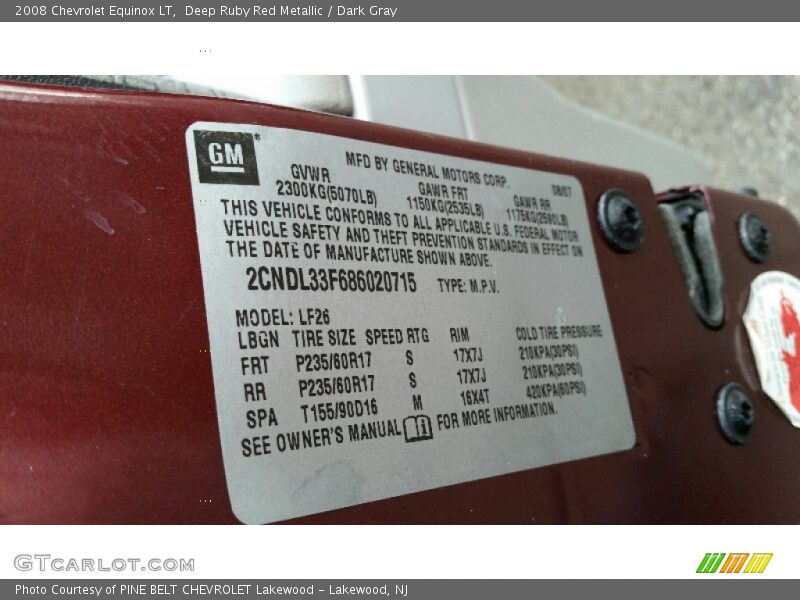 2008 Chevrolet Equinox LT,  Deep Ruby Red Metallic / Dark Gray
GM
MFD BY GENERAL MOTORS CORP. 08/07
GVWR GAWR FRT GAWR RR
2300KG(5070LB) 1150KG(2535LB) 1175KG(2590LB)
THIS VEHICLE CONFORMS TO ALL APPLICABLE U.S. FEDERAL MOTOR
VEHICLE SAFETY AND THEFT PREVENTION STANDARDS IN EFFECT ON
THE DATE OF MANUFACTURE SHOWN ABOVE.
2CNDL33F686020715 TYPE: M.P.V.
MODEL: LF26
LBGN TIRE SIZE SPEED RTG RIM COLD TIRE PRESSURE
FRT P235/60R17 S 17X7J 210KPA(30PSI)
RR P235/60R17 S 17X7J 210KPA(30PSI)
SPA T155/90D16 M 16X4T 420KPA(60PSI)
SEE OWNER'S MANUAL FOR MORE INFORMATION.
GTCARLOT.COM
Photo Courtesy of PINE BELT CHEVROLET Lakewood - Lakewood, NJ